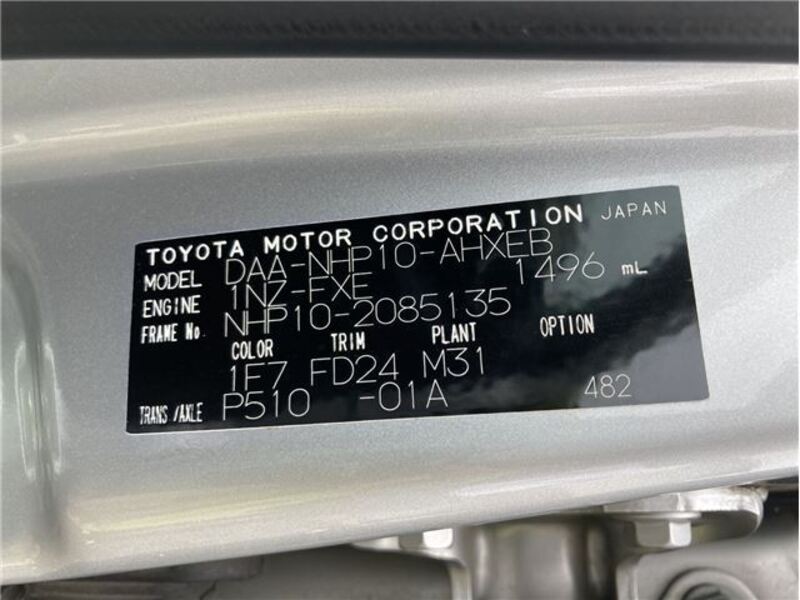 TOYOTA MOTOR CORPORATION JAPAN
MODEL DAA-NHP10-AHXEB
ENGINE 1NZ-FXE 1496 mL
FRAME No. NHP10-2085135
COLOR TRIM PLANT OPTION
1F7 FD24 M31
TRANS/AXLE P510 -01A 482